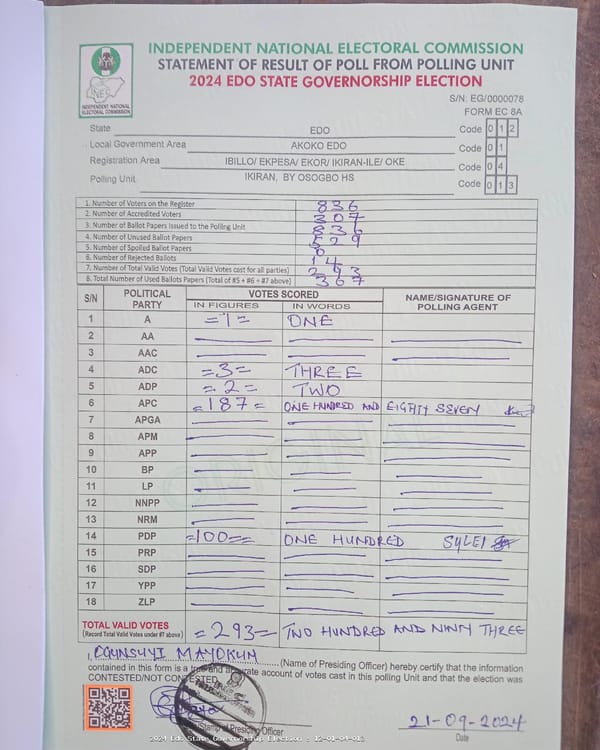 INDEPENDENT NATIONAL ELECTORAL COMMISSION
STATEMENT OF RESULT OF POLL FROM POLLING UNIT
2024 EDO STATE GOVERNORSHIP ELECTION
INEC
INDEPENDENT NATIONAL ELECTORAL COMMISSION
S/N: EG/0000078
FORM EC 8A
State EDO Code 0 1 2
Local Government Area AKOKO EDO Code 0 1
Registration Area IBILLO/ EKPESA/ EKOR/ IKIRAN-ILE/ OKE Code 0 4
Polling Unit IKIRAN, BY OSOGBO HS Code 0 1 3
1. Number of Voters on the Register 836
2. Number of Accredited Voters 307
3. Number of Ballot Papers Issued to the Polling Unit 836
4. Number of Unused Ballot Papers 529
5. Number of Spoiled Ballot Papers 0
6. Number of Rejected Ballots 14
7. Number of Total Valid Votes (Total Valid Votes cast for all parties) 293
8. Total Number of Used Ballots Papers (Total of #5 + #6 + #7 above) 307
S/N POLITICAL PARTY VOTES SCORED NAME/SIGNATURE OF POLLING AGENT
IN FIGURES IN WORDS
1 A =1= ONE
2 AA
3 AAC
4 ADC =3= THREE
5 ADP =2= TWO
6 APC =187= ONE HUNDRED AND EIGHTY SEVEN
7 APGA
8 APM
9 APP
10 BP
11 LP
12 NNPP
13 NRM
14 PDP =100== ONE HUNDRED SYLEI
15 PRP
16 SDP
17 YPP
18 ZLP
TOTAL VALID VOTES =293= TWO HUNDRED AND NINTY THREE
(Record Total Valid Votes under #7 above)
I, OGUNSUYI MAYOKUN (Name of Presiding Officer) hereby certify that the information
contained in this form is a true and accurate account of votes cast in this polling Unit and that the election was
CONTESTED/NOT CONTESTED.
21-09-2024
Stamp of Presiding Officer Date
2024 Edo State Governorship Election - 12-01-04-013